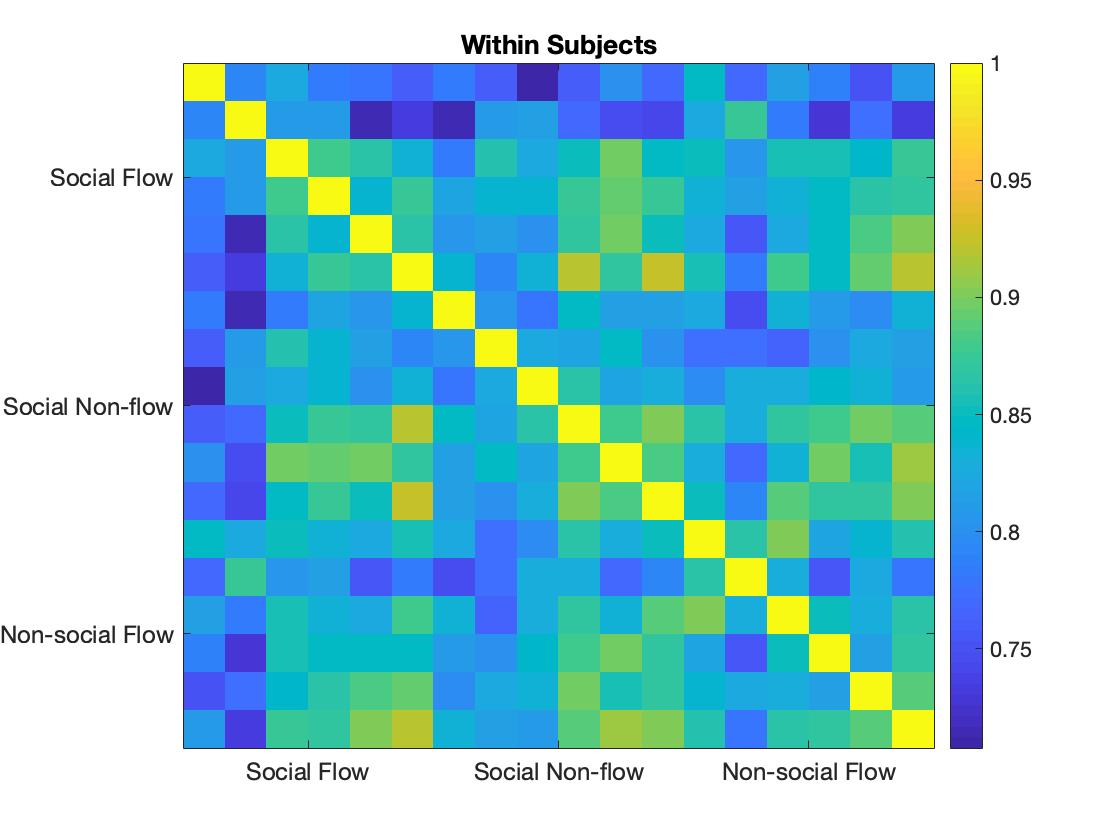 Within Subjects
Social Flow
Social Non-flow
Non-social Flow
Social Flow
Social Non-flow
Non-social Flow
1
0.95
0.9
0.85
0.8
0.75